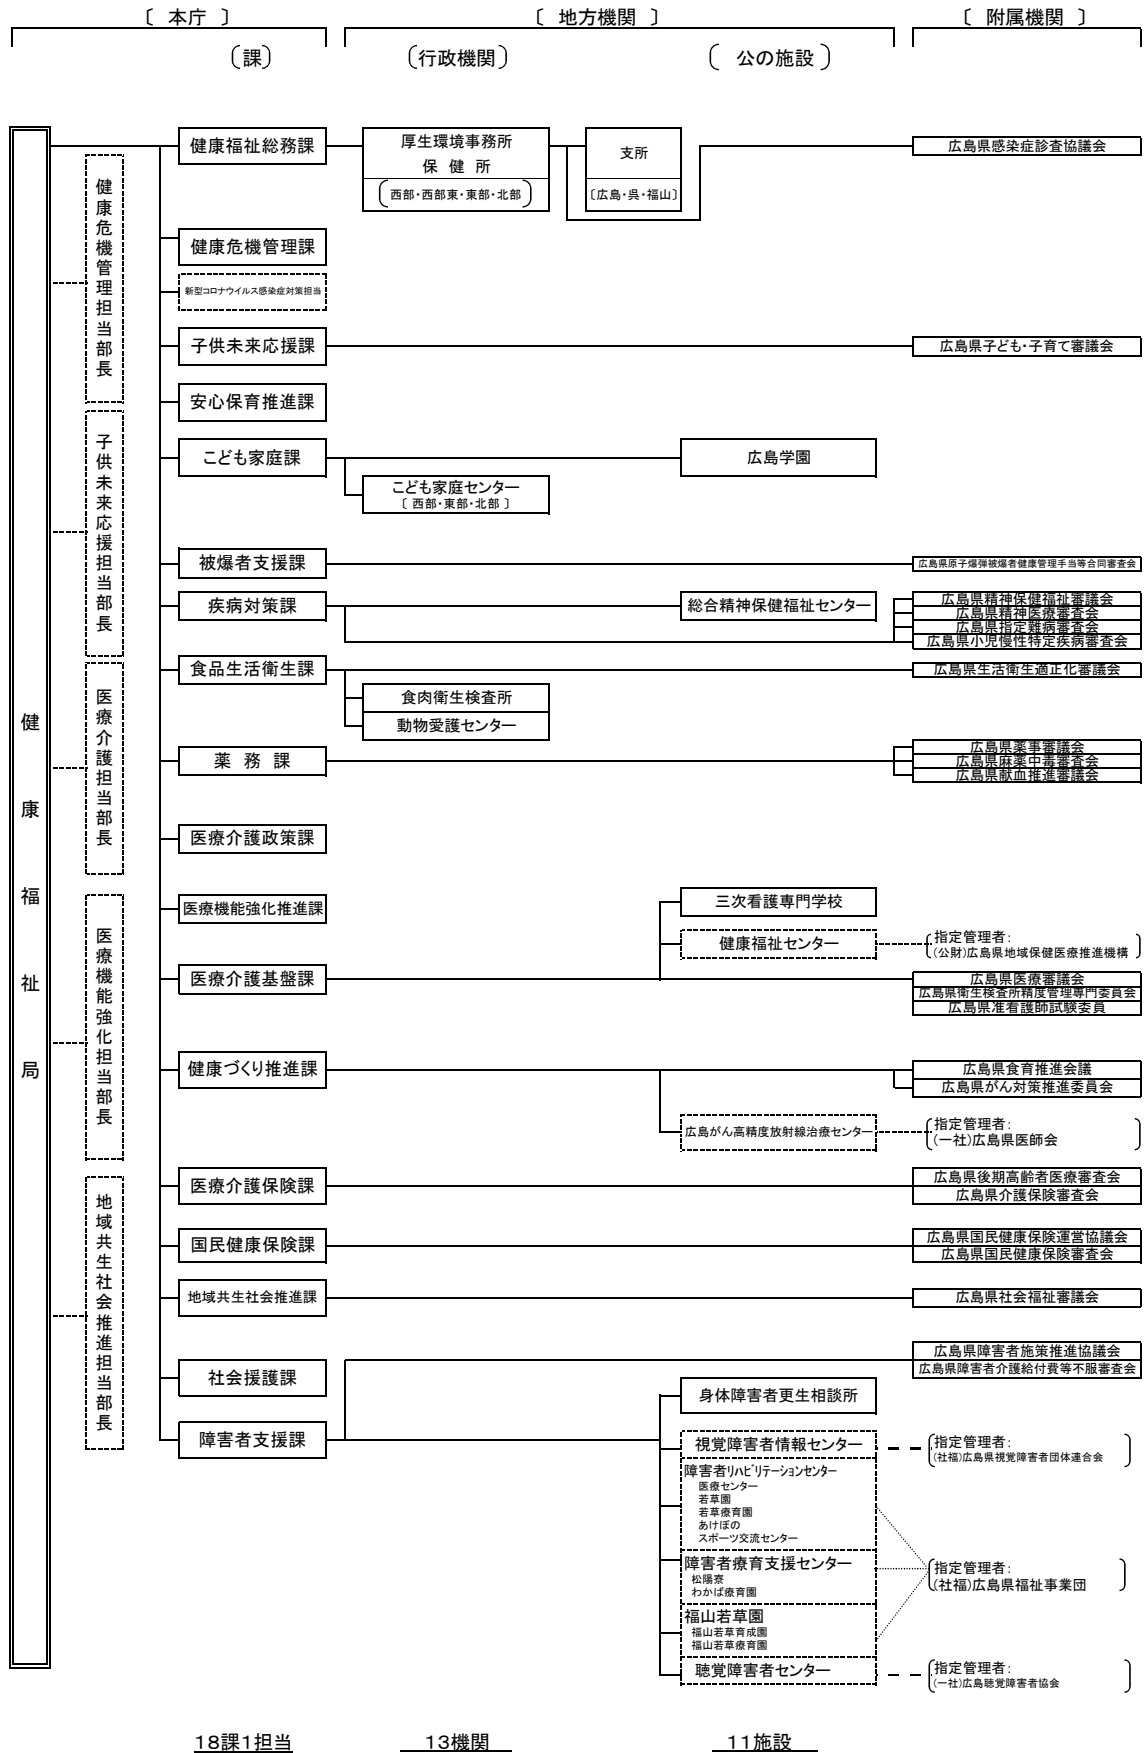 〔 本庁 〕
〔 地方機関 〕
〔 附属機関 〕
(課)
(行政機関)
( 公の施設 )
健康福祉局
健康危機管理担当部長
子供未来応援担当部長
医療介護担当部長
医療機能強化担当部長
地域共生社会推進担当部長
健康福祉総務課
厚生環境事務所
保 健 所
(西部・西部東・東部・北部)
支所
〔広島・呉・福山〕
広島県感染症診査協議会
健康危機管理課
新型コロナウイルス感染症対策担当
子供未来応援課
広島県子ども・子育て審議会
安心保育推進課
こども家庭課
広島学園
こども家庭センター
〔 西部・東部・北部 〕
被爆者支援課
広島県原子爆弾被爆者健康管理手当等合同審査会
疾病対策課
総合精神保健福祉センター
広島県精神保健福祉審議会
広島県精神医療審査会
広島県指定難病審査会
広島県小児慢性特定疾病審査会
食品生活衛生課
広島県生活衛生適正化審議会
食肉衛生検査所
動物愛護センター
薬 務 課
広島県薬事審議会
広島県麻薬中毒審査会
広島県献血推進審議会
医療介護政策課
医療機能強化推進課
三次看護専門学校
健康福祉センター
指定管理者:
(公財)広島県地域保健医療推進機構
医療介護基盤課
広島県医療審議会
広島県衛生検査所精度管理専門委員会
広島県准看護師試験委員
健康づくり推進課
広島県食育推進会議
広島県がん対策推進委員会
広島がん高精度放射線治療センター
指定管理者:
(一社)広島県医師会
医療介護保険課
広島県後期高齢者医療審査会
広島県介護保険審査会
国民健康保険課
広島県国民健康保険運営協議会
広島県国民健康保険審査会
地域共生社会推進課
広島県社会福祉審議会
社会援護課
広島県障害者施策推進協議会
広島県障害者介護給付費等不服審査会
障害者支援課
身体障害者更生相談所
視覚障害者情報センター
指定管理者:
(社福)広島県視覚障害者団体連合会
障害者リハビリテーションセンター
医療センター
若草園
若草療育園
あけぼの
スポーツ交流センター
障害者療育支援センター
松陽寮
わかば療育園
指定管理者:
(社福)広島県福祉事業団
福山若草園
福山若草育成園
福山若草療育園
聴覚障害者センター
指定管理者:
(一社)広島聴覚障害者協会
18課1担当
13機関
11施設